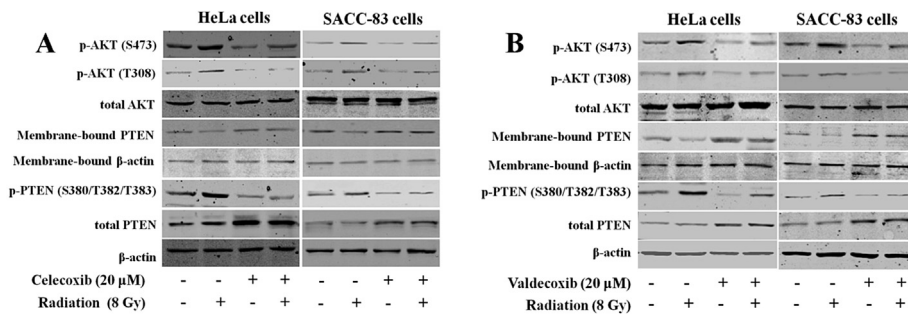 A
HeLa cells SACC-83 cells
p-AKT (S473)
p-AKT (T308)
total AKT
Membrane-bound PTEN
Membrane-bound β-actin
p-PTEN (S380/T382/T383)
total PTEN
β-actin
Celecoxib (20 µM) - - + + - - + +
Radiation (8 Gy) - + - + - + - +
B
HeLa cells SACC-83 cells
p-AKT (S473)
p-AKT (T308)
total AKT
Membrane-bound PTEN
Membrane-bound β-actin
p-PTEN (S380/T382/T383)
total PTEN
β-actin
Valdecoxib (20 µM) - - + + - - + +
Radiation (8 Gy) - + - + - + - +